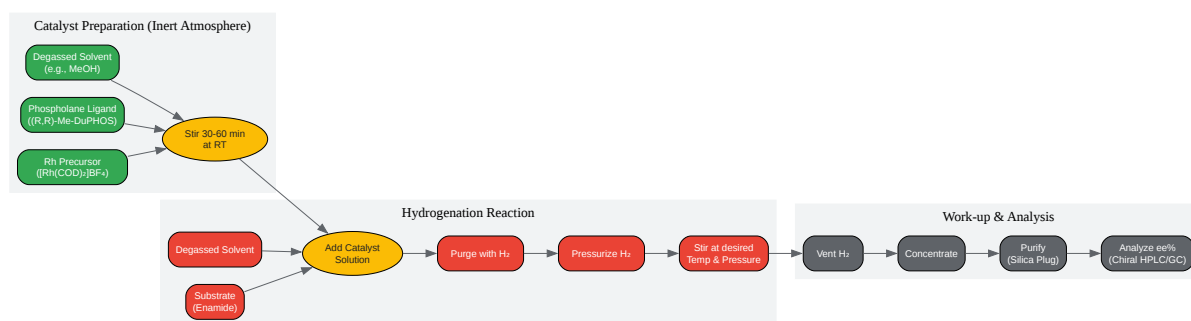 Catalyst Preparation (Inert Atmosphere)
Degassed Solvent
(e.g., MeOH)
Phospholane Ligand
((R,R)-Me-DuPHOS)
Rh Precursor
([Rh(COD)₂]BF₄)
Stir 30-60 min
at RT
Hydrogenation Reaction
Degassed Solvent
Substrate
(Enamide)
Add Catalyst
Solution
Purge with H₂
Pressurize H₂
Stir at desired
Temp & Pressure
Work-up & Analysis
Vent H₂
Concentrate
Purify
(Silica Plug)
Analyze ee%
(Chiral HPLC/GC)